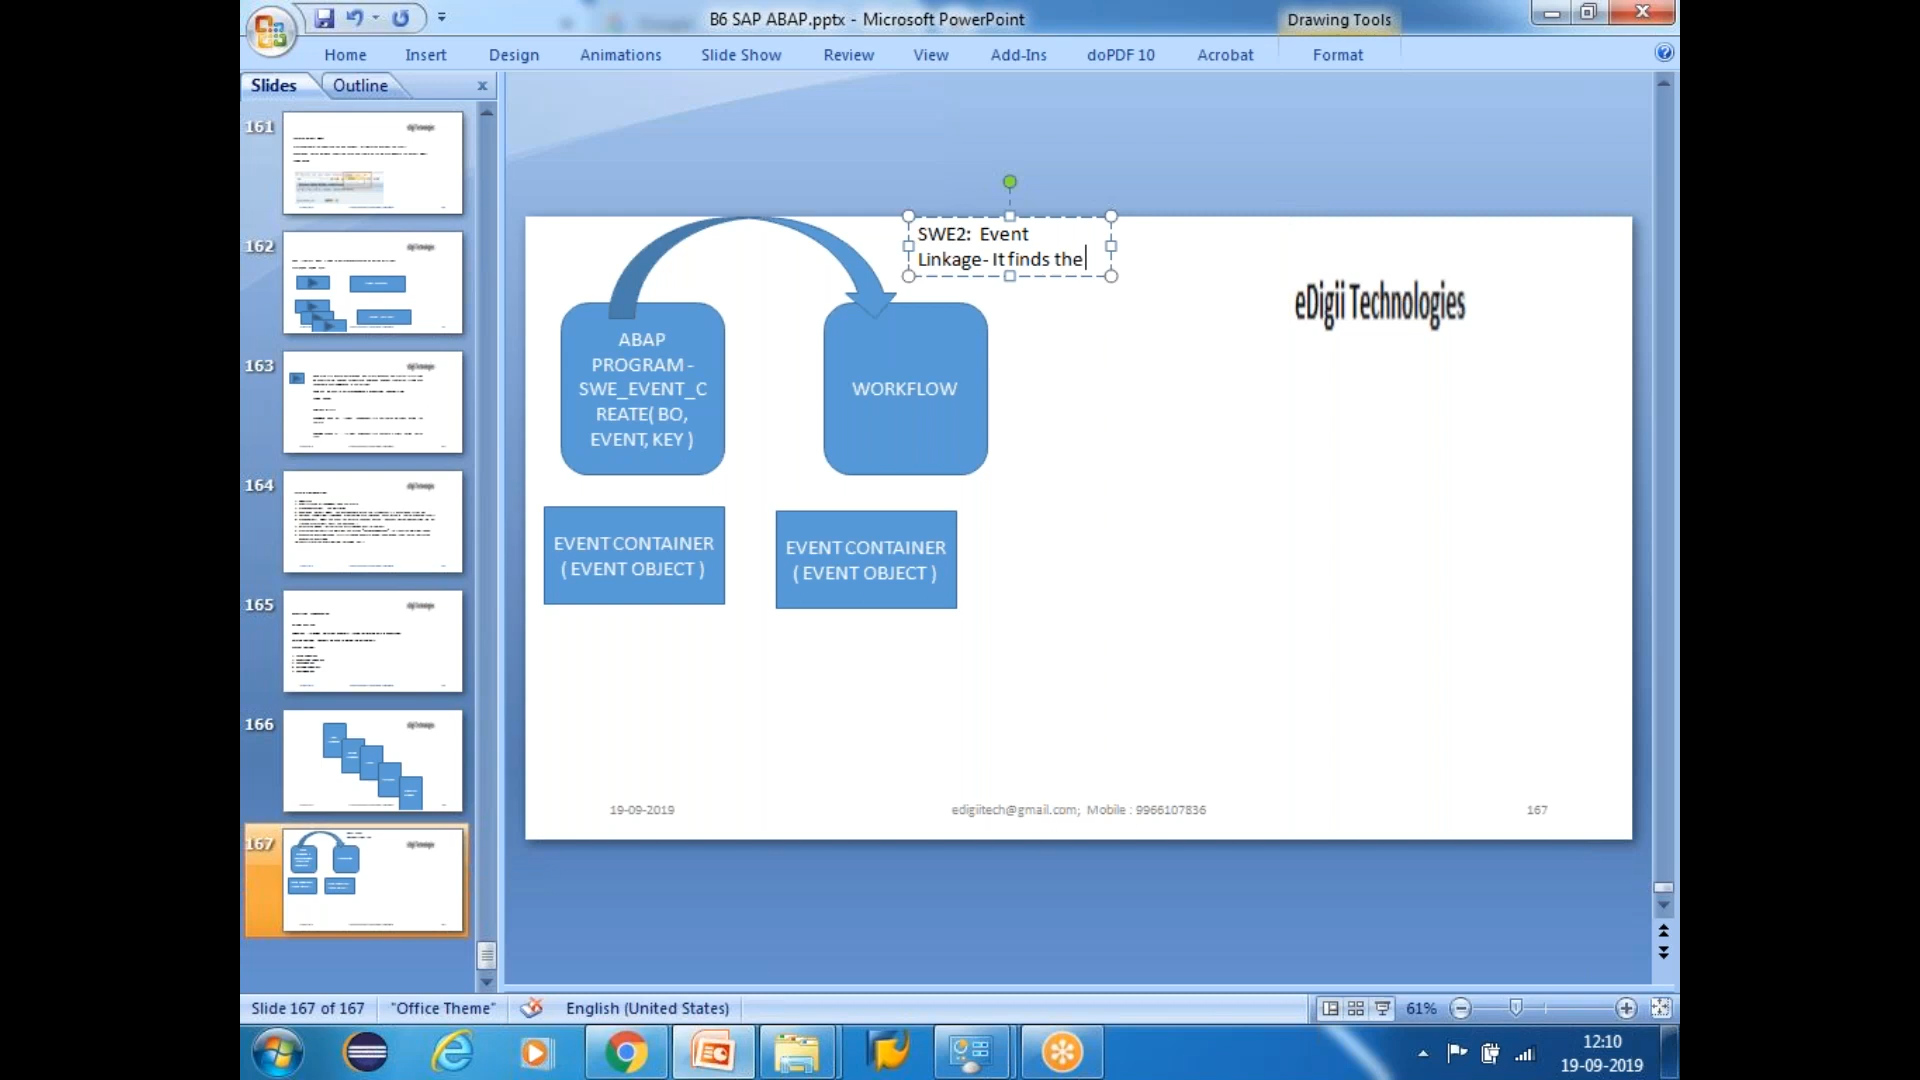 B6 SAP ABAP.pptx - Microsoft PowerPoint
Drawing Tools
Home Insert Design Animations Slide Show Review View Add-Ins doPDF 10 Acrobat Format
Slides Outline x
161
162
163
164
165
166
167
SWE2: Event
Linkage- It finds the
eDigii Technologies
ABAP
PROGRAM -
SWE_EVENT_C
REATE( BO,
EVENT, KEY )
WORKFLOW
EVENT CONTAINER
( EVENT OBJECT )
EVENT CONTAINER
( EVENT OBJECT )
19-09-2019 edigiitech@gmail.com; Mobile : 9966107836 167
Slide 167 of 167 "Office Theme" English (United States) 61%
12:10
19-09-2019